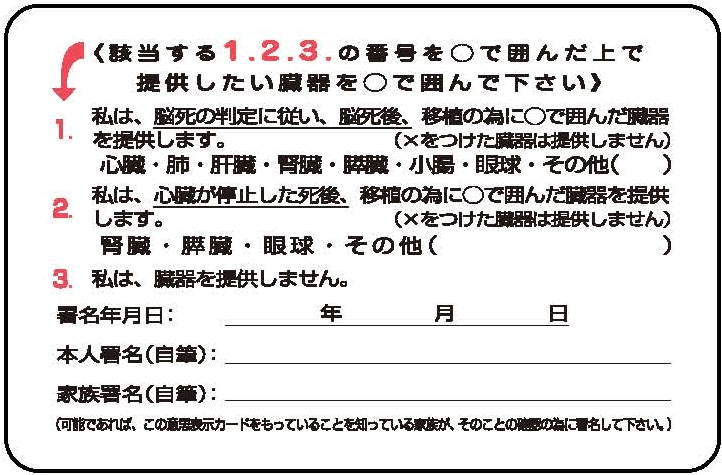 〈該当する1.2.3.の番号を○で囲んだ上で
提供したい臓器を○で囲んで下さい〉
1. 私は、脳死の判定に従い、脳死後、移植の為に○で囲んだ臓器
を提供します。 (×をつけた臓器は提供しません)
心臓・肺・肝臓・腎臓・膵臓・小腸・眼球・その他( )
2. 私は、心臓が停止した死後、移植の為に○で囲んだ臓器を提供
します。 (×をつけた臓器は提供しません)
腎臓・膵臓・眼球・その他( )
3. 私は、臓器を提供しません。
署名年月日: 年 月 日
本人署名(自筆):
家族署名(自筆):
(可能であれば、この意思表示カードをもっていることを知っている家族が、そのことの確認の為に署名して下さい。)